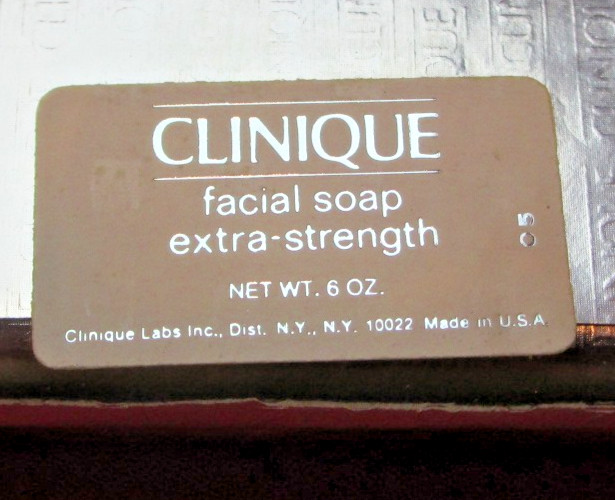 CLINIQUE
facial soap
extra-strength
NET WT. 6 OZ.
Clinique Labs Inc., Dist. N.Y., N.Y. 10022 Made in U.S.A.